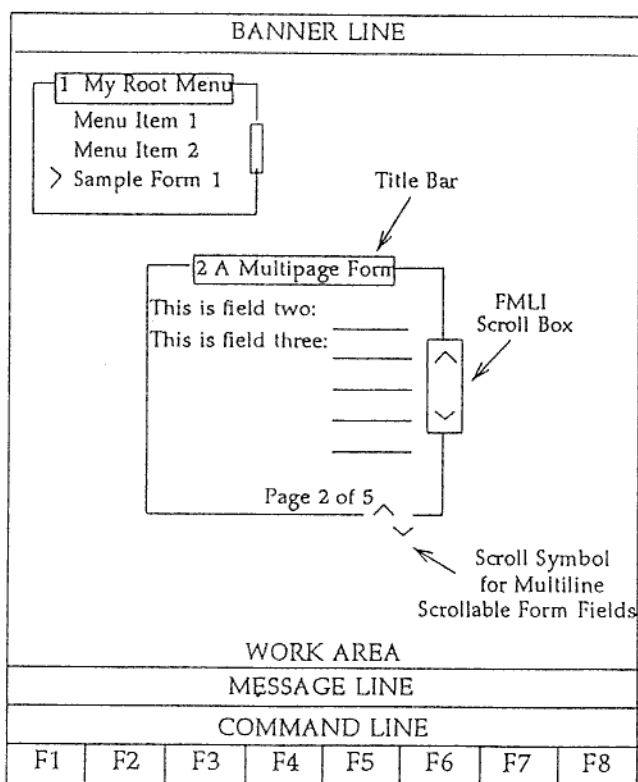 BANNER LINE
1 My Root Menu
Menu Item 1
Menu Item 2
> Sample Form 1
Title Bar
2 A Multipage Form
This is field two:
This is field three:
FMLI
Scroll Box
Page 2 of 5
Scroll Symbol
for Multiline
Scrollable Form Fields
WORK AREA
MESSAGE LINE
COMMAND LINE
F1 F2 F3 F4 F5 F6 F7 F8